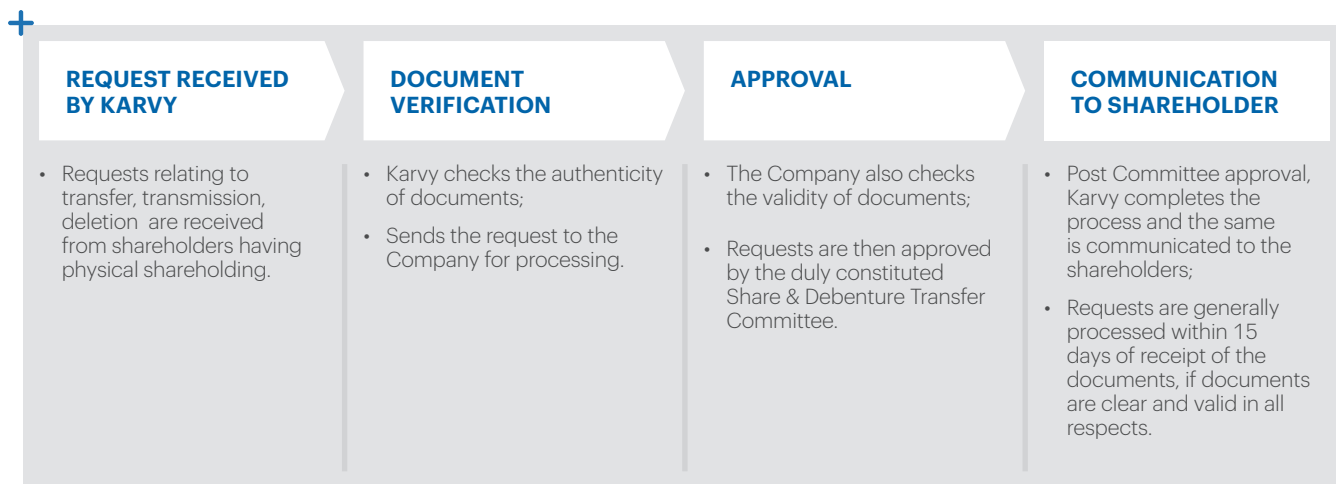 REQUEST RECEIVED
BY KARVY
• Requests relating to
transfer, transmission,
deletion are received
from shareholders having
physical shareholding.
DOCUMENT
VERIFICATION
• Karvy checks the authenticity
of documents;
• Sends the request to the
Company for processing.
APPROVAL
• The Company also checks
the validity of documents;
• Requests are then approved
by the duly constituted
Share & Debenture Transfer
Committee.
COMMUNICATION
TO SHAREHOLDER
• Post Committee approval,
Karvy completes the
process and the same
is communicated to the
shareholders;
• Requests are generally
processed within 15
days of receipt of the
documents, if documents
are clear and valid in all
respects.